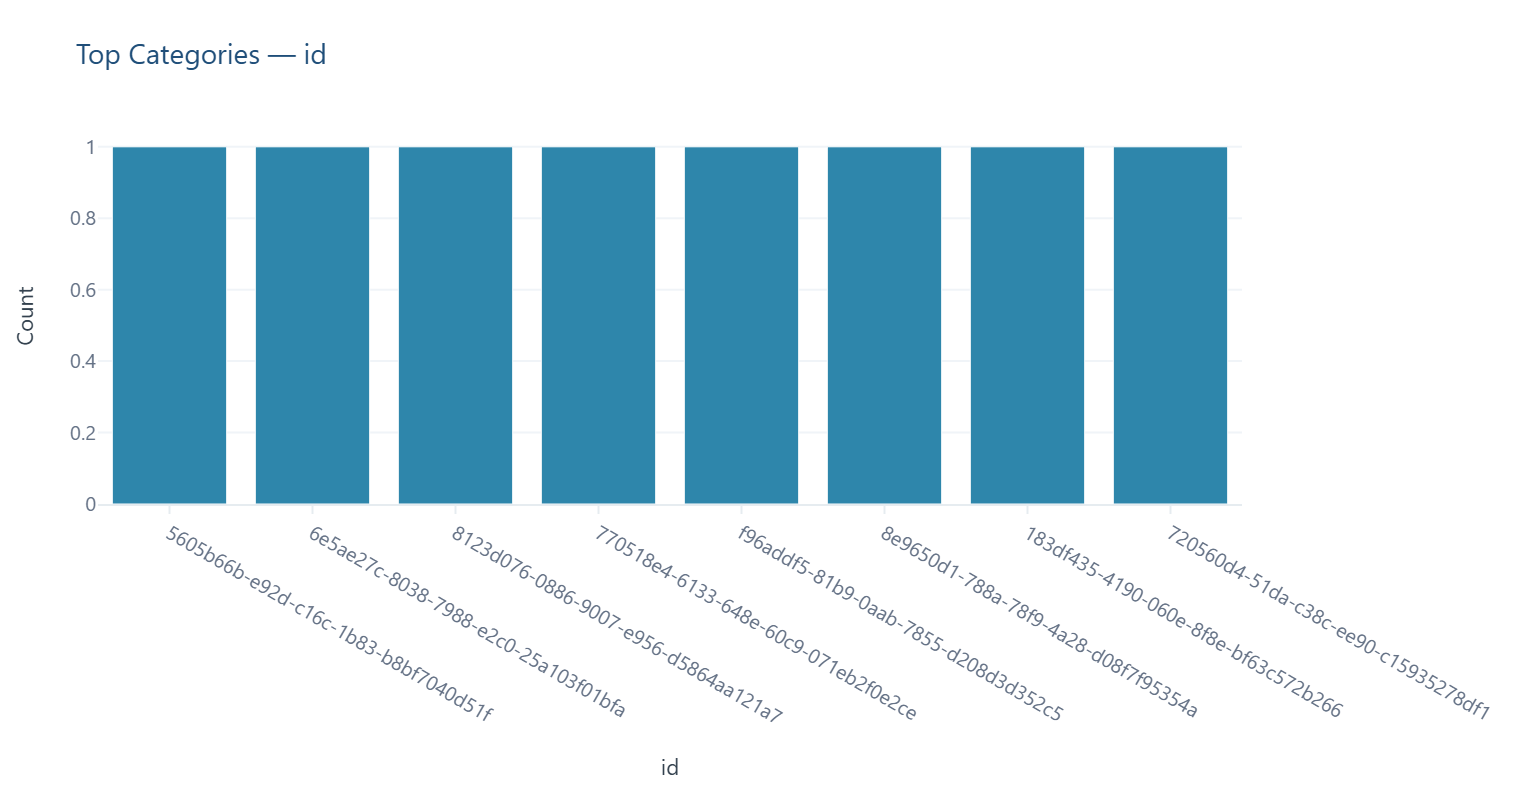 Top Categories — id
Count
1
0.8
0.6
0.4
0.2
0
5605b66b-e92d-c16c-1b83-b8bf7040d51f
6e5ae27c-8038-7988-e2c0-25a103f01bfa
8123d076-0886-9007-e956-d5864aa121a7
770518e4-6133-648e-60c9-071eb2f0e2ce
f96addf5-81b9-0aab-7855-d208d3d352c5
8e9650d1-788a-78f9-4a28-d08f7f95354a
183df435-4190-060e-8f8e-bf63c572b266
720560d4-51da-c38c-ee90-c15935278df1
id